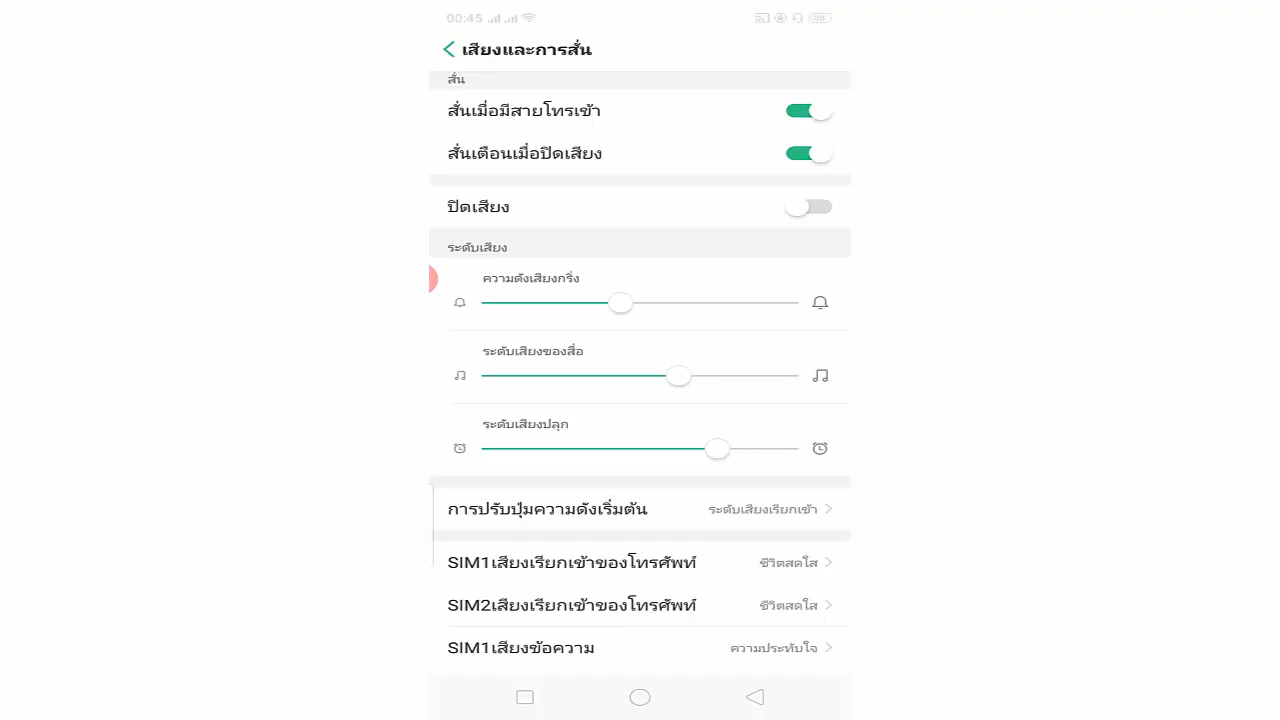 00:45
เสียงและการสั่น
สั่น
สั่นเมื่อมีสายโทรเข้า
สั่นเตือนเมื่อปิดเสียง
ปิดเสียง
ระดับเสียง
ความดังเสียงกริ่ง
ระดับเสียงของสื่อ
ระดับเสียงปลุก
การปรับปุ่มความดังเริ่มต้น ระดับเสียงเรียกเข้า
SIM1เสียงเรียกเข้าของโทรศัพท์ ชีวิตสดใส
SIM2เสียงเรียกเข้าของโทรศัพท์ ชีวิตสดใส
SIM1เสียงข้อความ ความประทับใจ